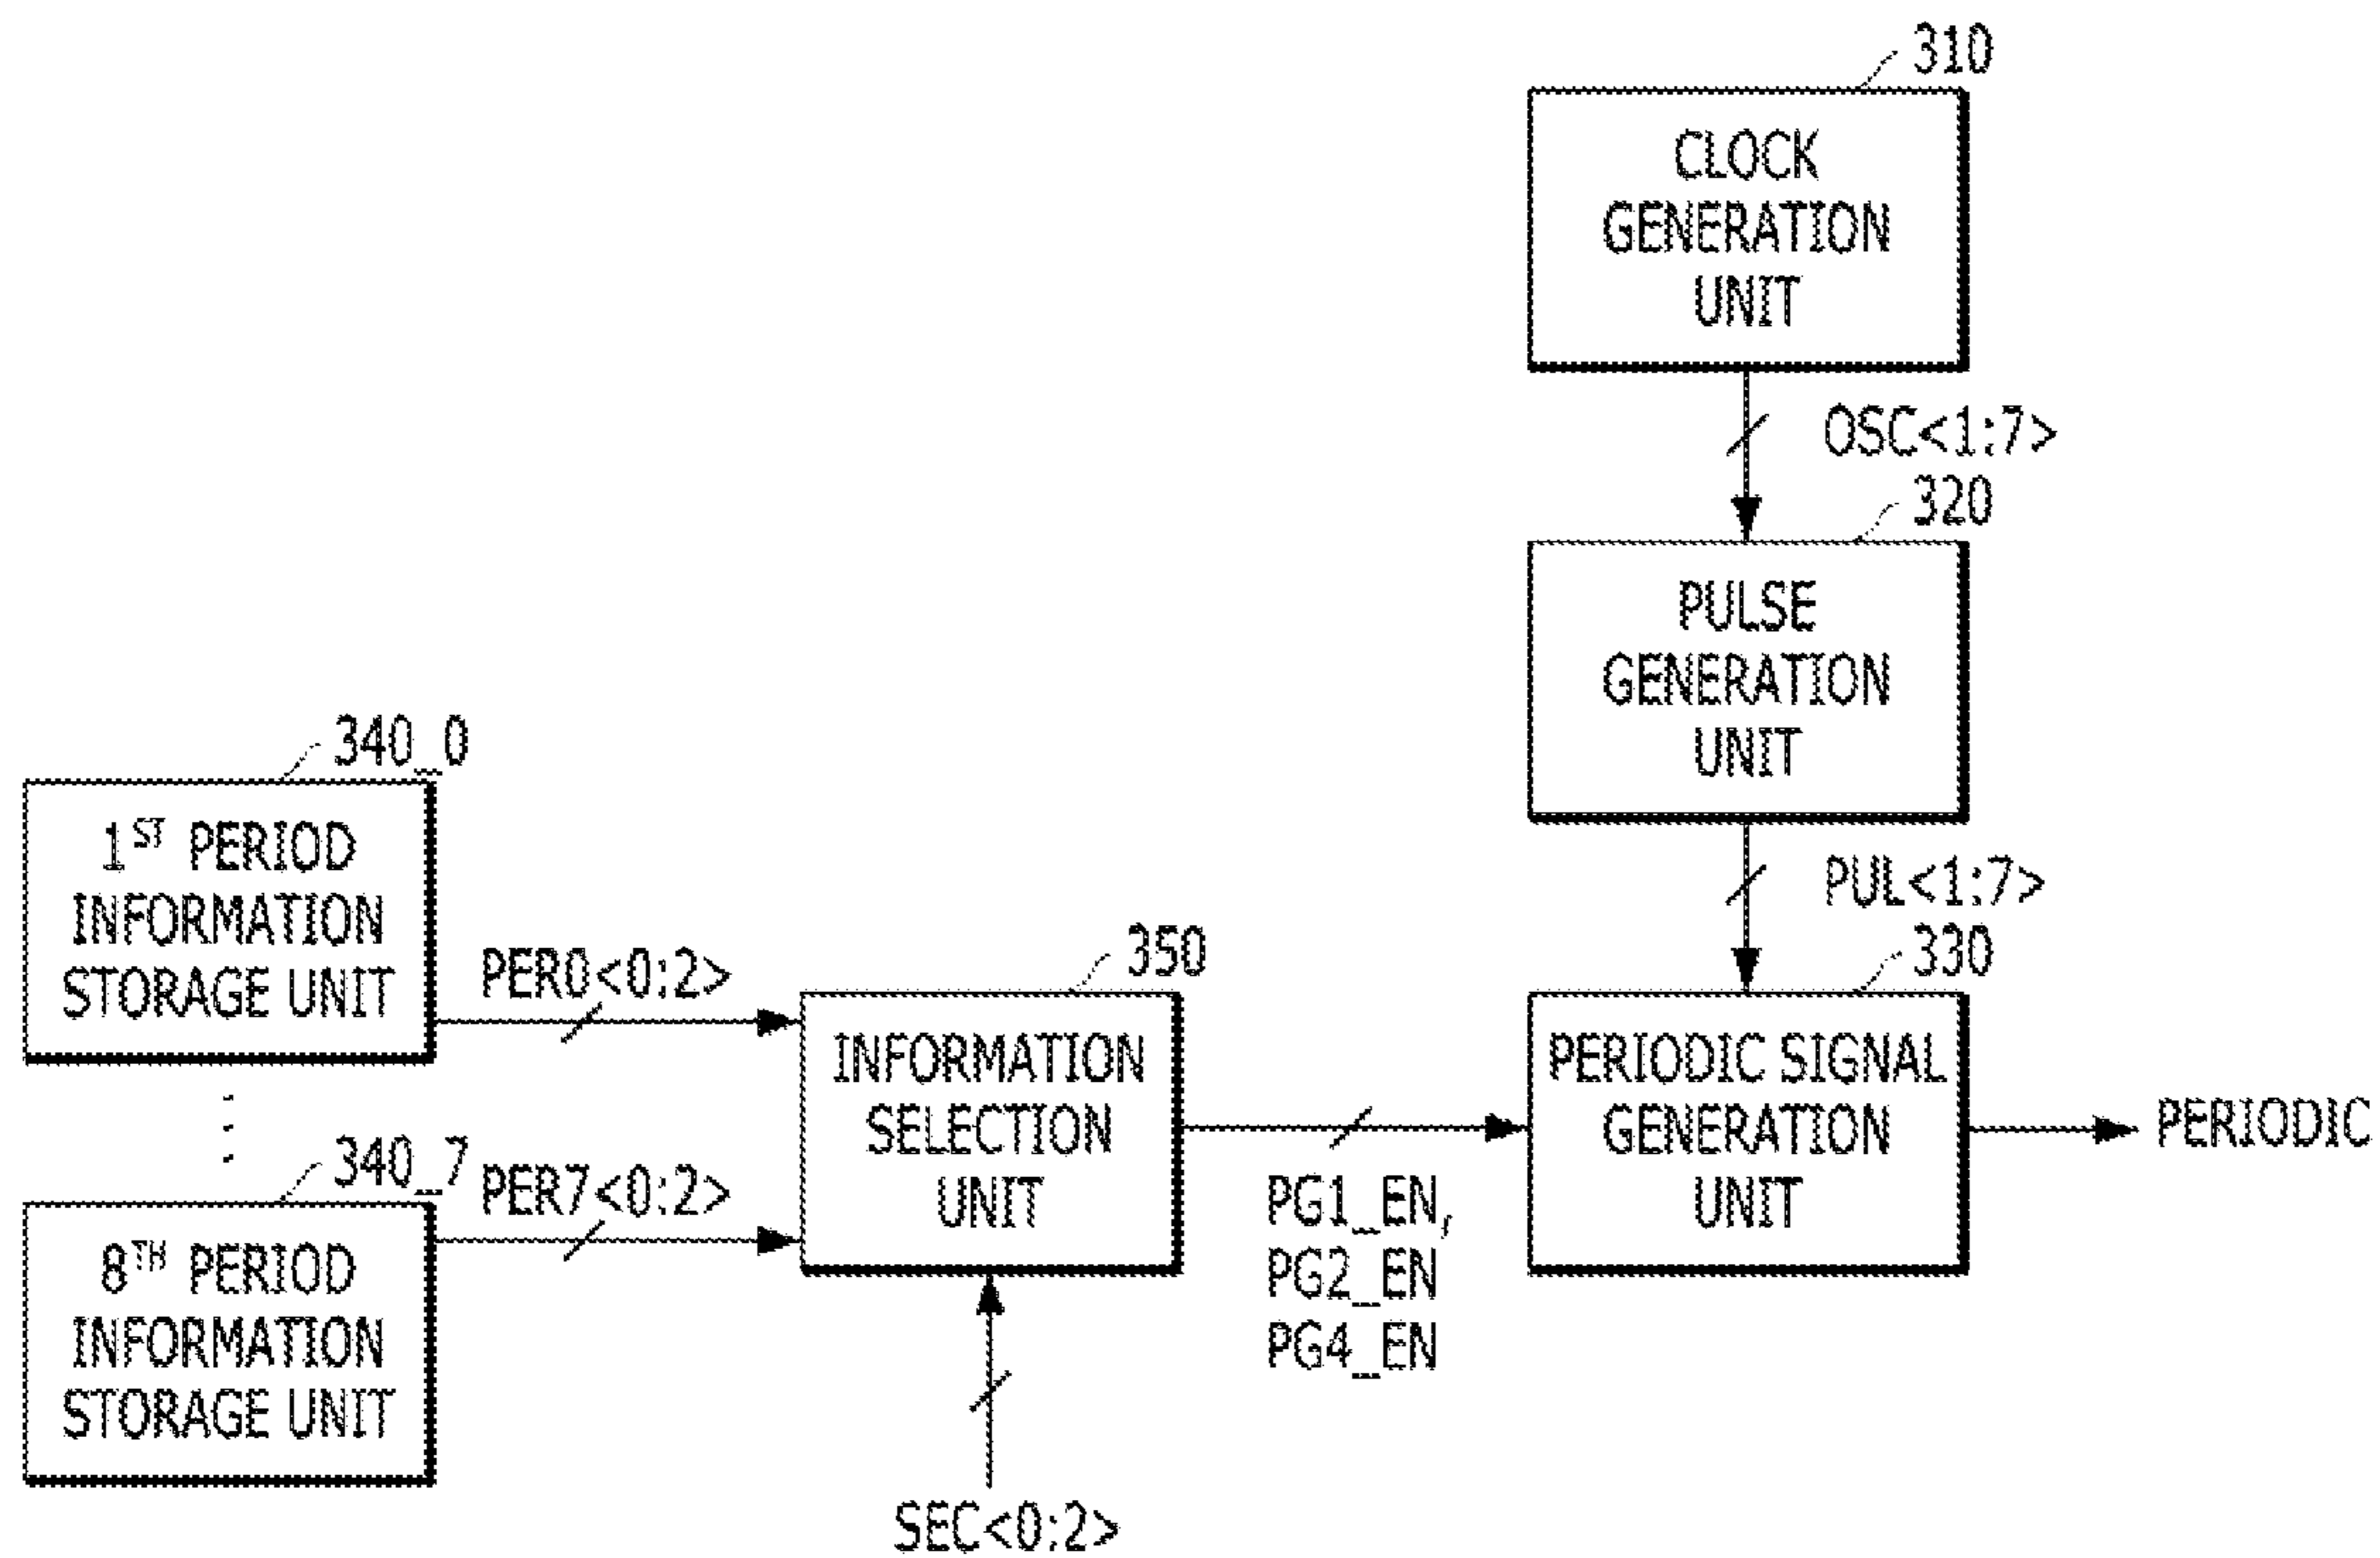 310
CLOCK
GENERATION
UNIT
OSC<1:7>
320
PULSE
GENERATION
UNIT
PUL<1:7>
330
PERIODIC SIGNAL
GENERATION
UNIT
PERIODIC
340_0
1ST PERIOD
INFORMATION
STORAGE UNIT
PER0<0:2>
340_7
8TH PERIOD
INFORMATION
STORAGE UNIT
PER7<0:2>
350
INFORMATION
SELECTION
UNIT
SEC<0:2>
PG1_EN,
PG2_EN
PG4_EN